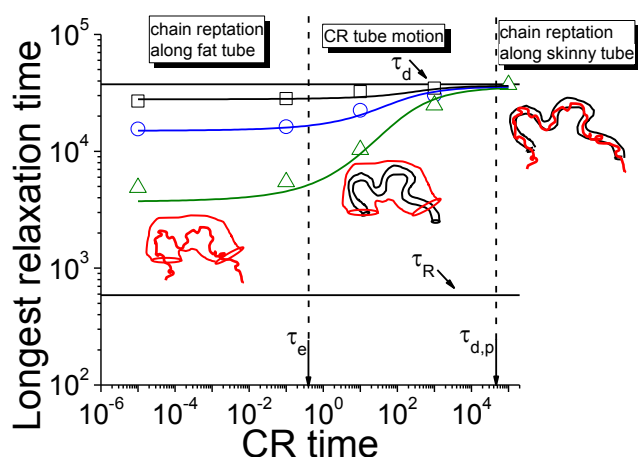 chain reptation
along fat tube
CR tube motion
chain reptation
along skinny tube
τd
τR
τe
τd,p
Longest relaxation time
10^5
10^4
10^3
10^2
10^-6
10^-4
10^-2
10^0
10^2
10^4
CR time